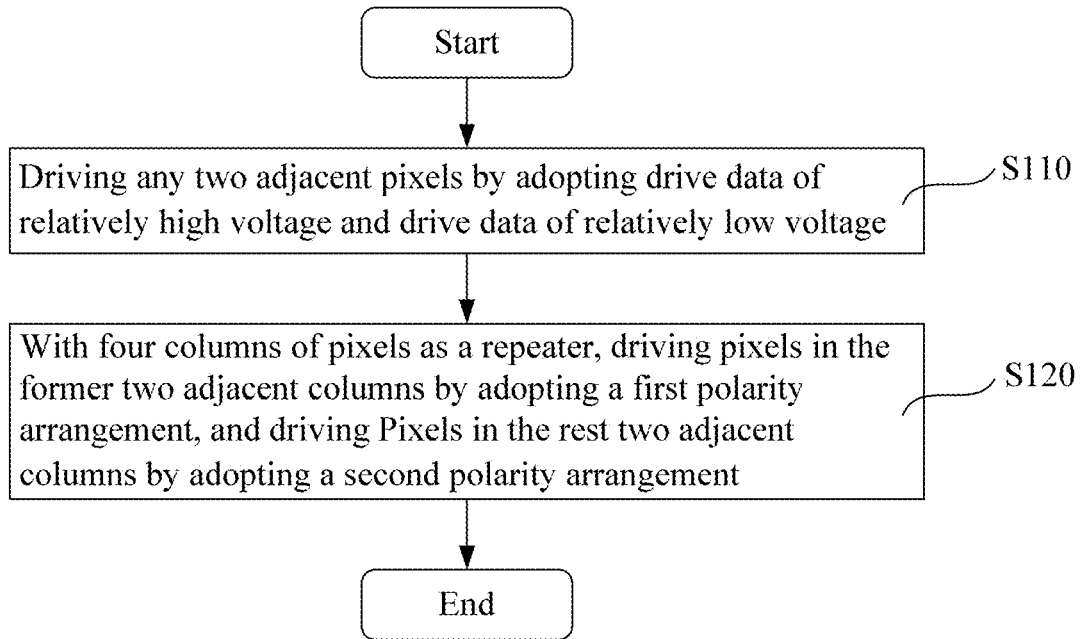 Start
Driving any two adjacent pixels by adopting drive data of
relatively high voltage and drive data of relatively low voltage
S110
With four columns of pixels as a repeater, driving pixels in the
former two adjacent columns by adopting a first polarity
arrangement, and driving Pixels in the rest two adjacent
columns by adopting a second polarity arrangement
S120
End